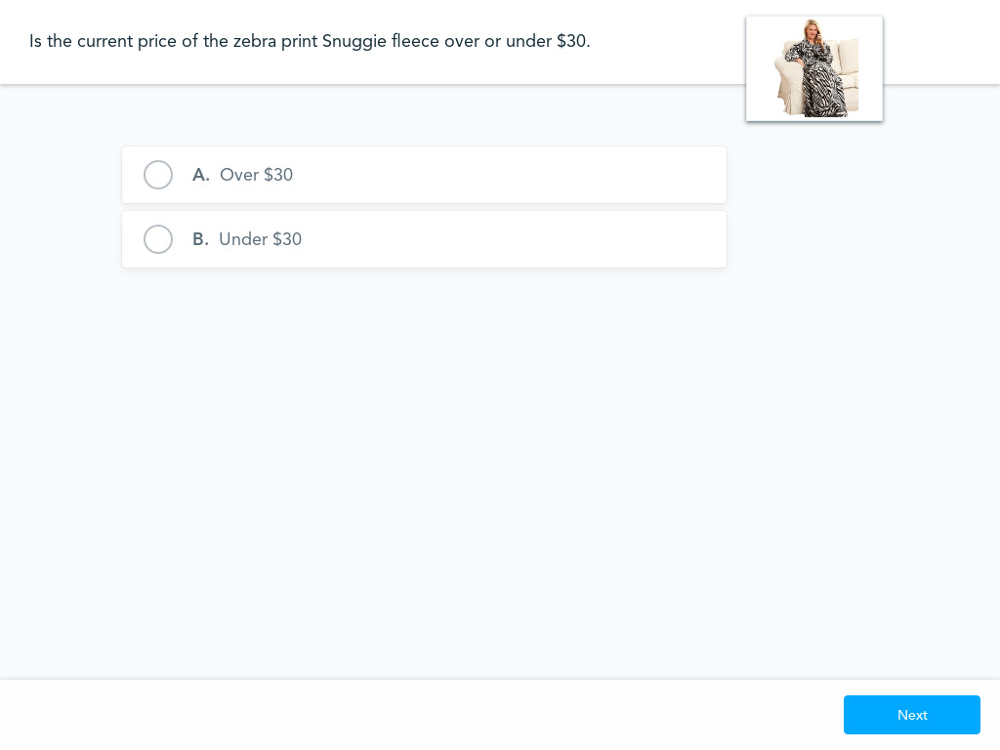 Is the current price of the zebra print Snuggie fleece over or under $30.
A. Over $30
B. Under $30
Next